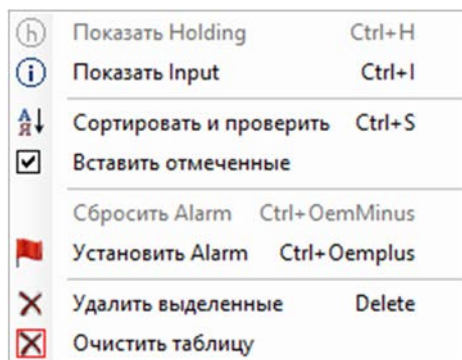 Показать Holding Ctrl+H
Показать Input Ctrl+I
Сортировать и проверить Ctrl+S
Вставить отмеченные
Сбросить Alarm Ctrl+OemMinus
Установить Alarm Ctrl+Oemplus
Удалить выделенные Delete
Очистить таблицу